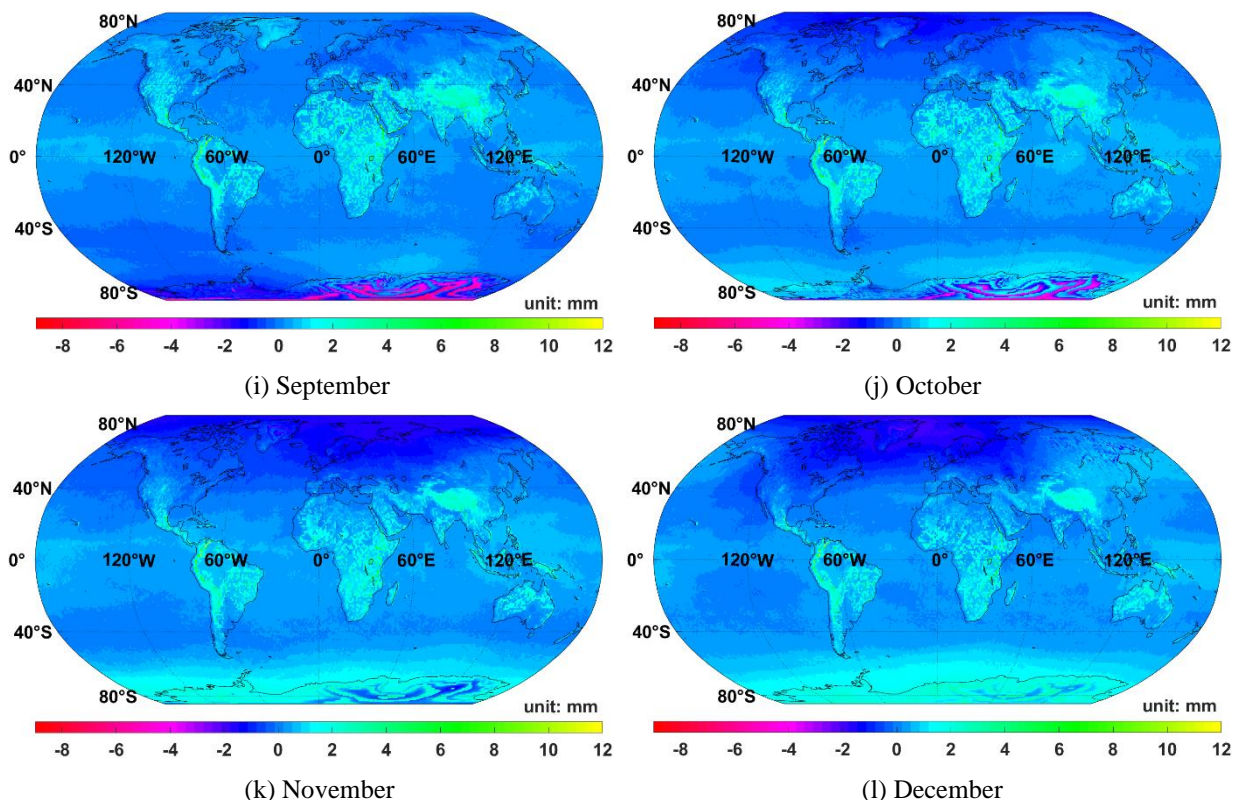 80°N
40°N
0° 120°W 60°W 0° 60°E 120°E
40°S
80°S
unit: mm
-8 -6 -4 -2 0 2 4 6 8 10 12
(i) September
80°N
40°N
0° 120°W 60°W 0° 60°E 120°E
40°S
80°S
unit: mm
-8 -6 -4 -2 0 2 4 6 8 10 12
(j) October
80°N
40°N
0° 120°W 60°W 0° 60°E 120°E
40°S
80°S
unit: mm
-8 -6 -4 -2 0 2 4 6 8 10 12
(k) November
80°N
40°N
0° 120°W 60°W 0° 60°E 120°E
40°S
80°S
unit: mm
-8 -6 -4 -2 0 2 4 6 8 10 12
(l) December